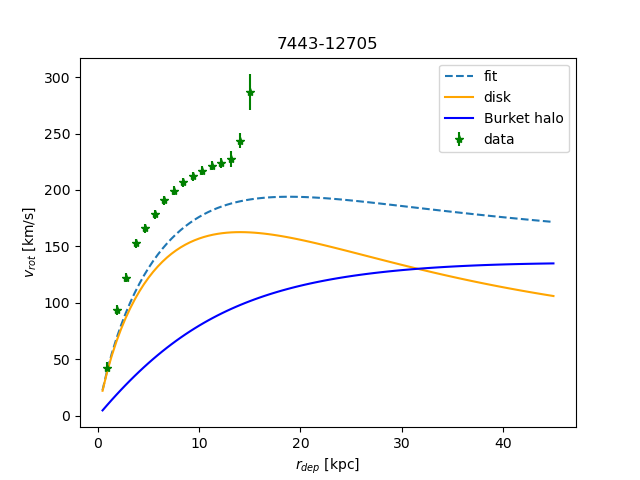 7443-12705
300
250
200
150
100
50
0
v_rot [km/s]
fit
disk
Burket halo
data
0 10 20 30 40
r_dep [kpc]